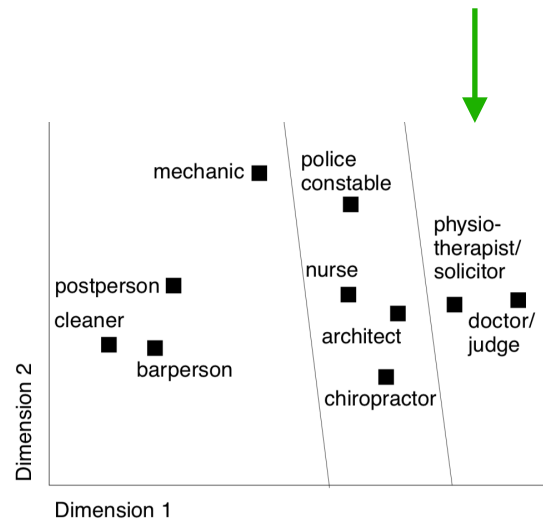 police
mechanic
constable
physio-
therapist/
solicitor
nurse
postperson
cleaner
doctor/
architect
judge
barperson
chiropractor
Dimension 2
Dimension 1